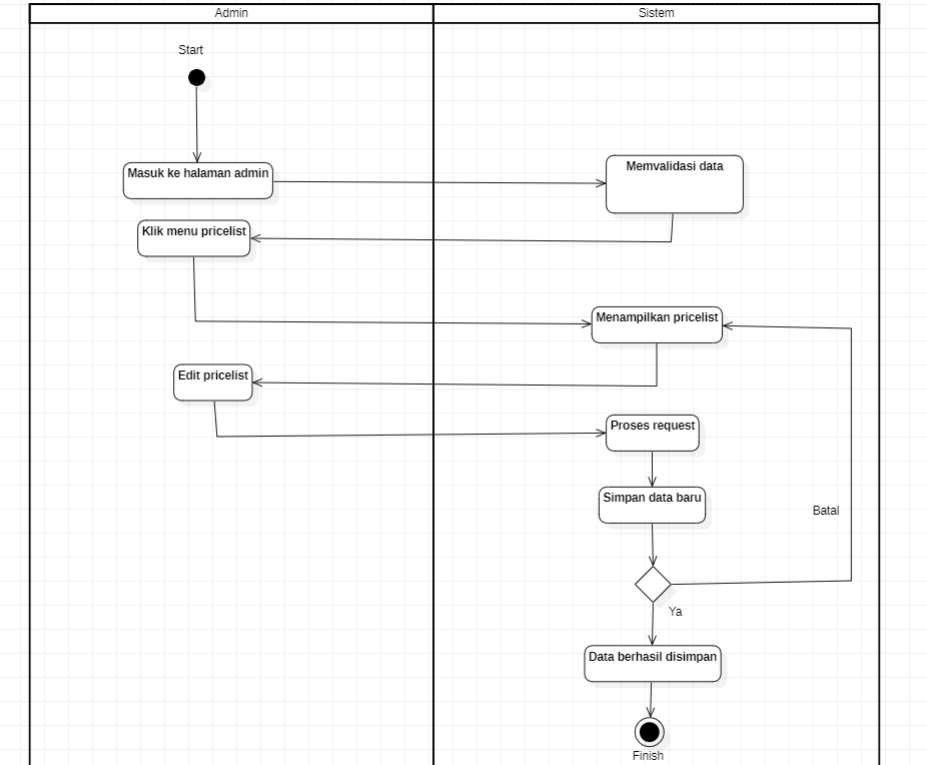 Admin
Sistem
Start
Masuk ke halaman admin
Memvalidasi data
Klik menu pricelist
Menampilkan pricelist
Edit pricelist
Proses request
Simpan data baru
Batal
Ya
Data berhasil disimpan
Finish